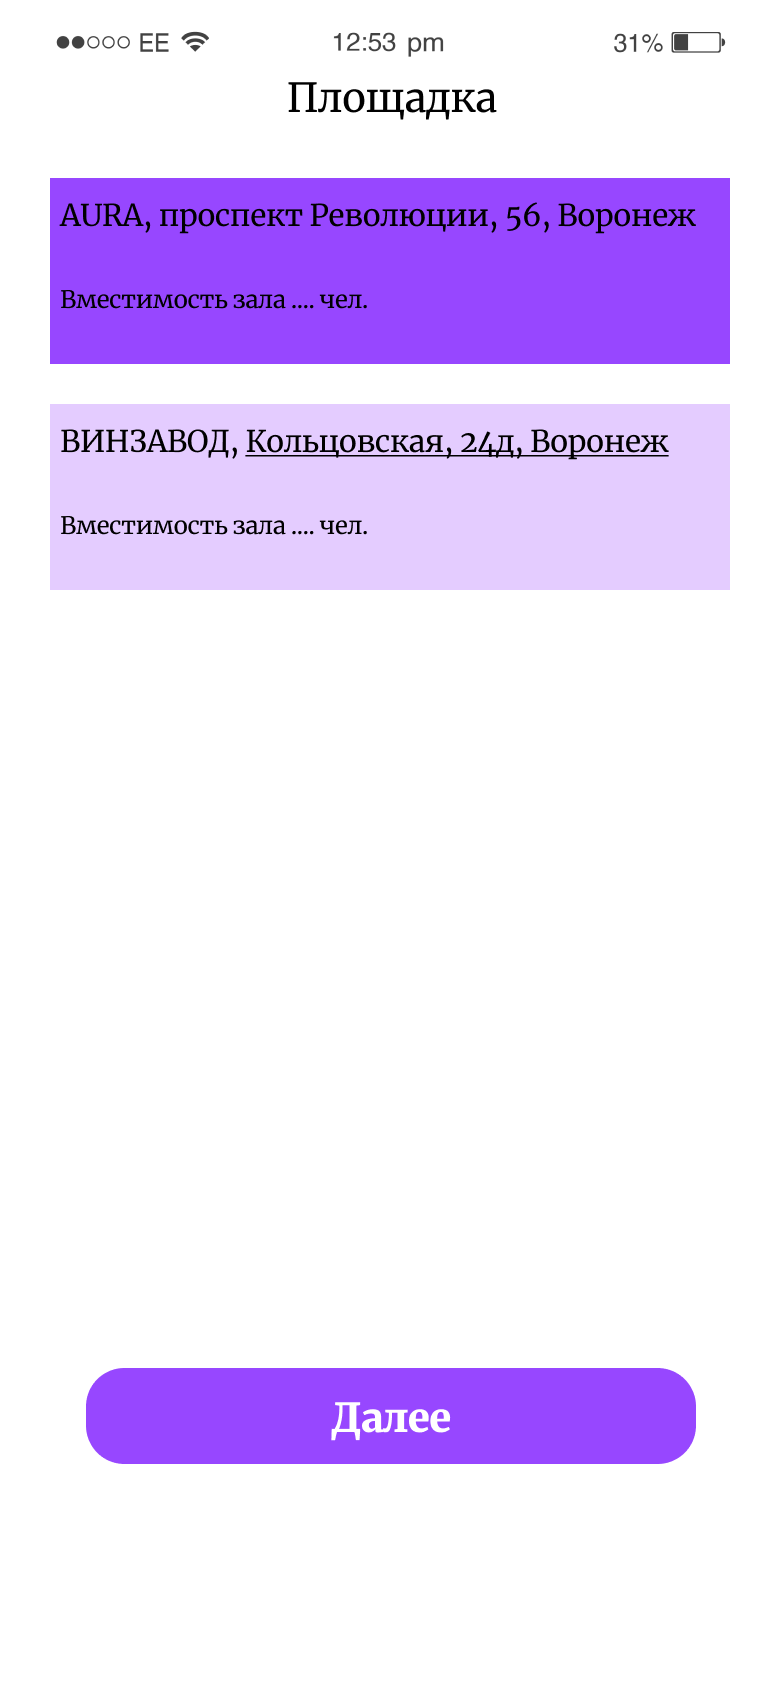 EE 12:53 pm 31%
Площадка
AURA, проспект Революции, 56, Воронеж
Вместимость зала .... чел.
ВИНЗАВОД, Кольцовская, 24д, Воронеж
Вместимость зала .... чел.
Далее